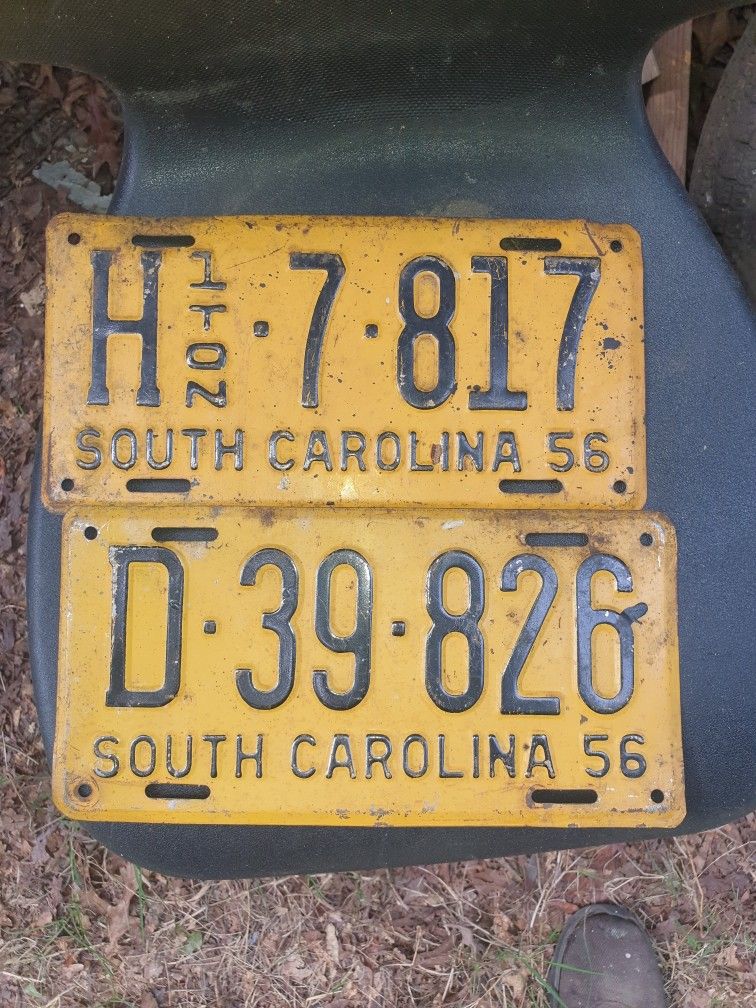 H 1 TON · 7 · 817
SOUTH CAROLINA 56
D · 39 · 826
SOUTH CAROLINA 56